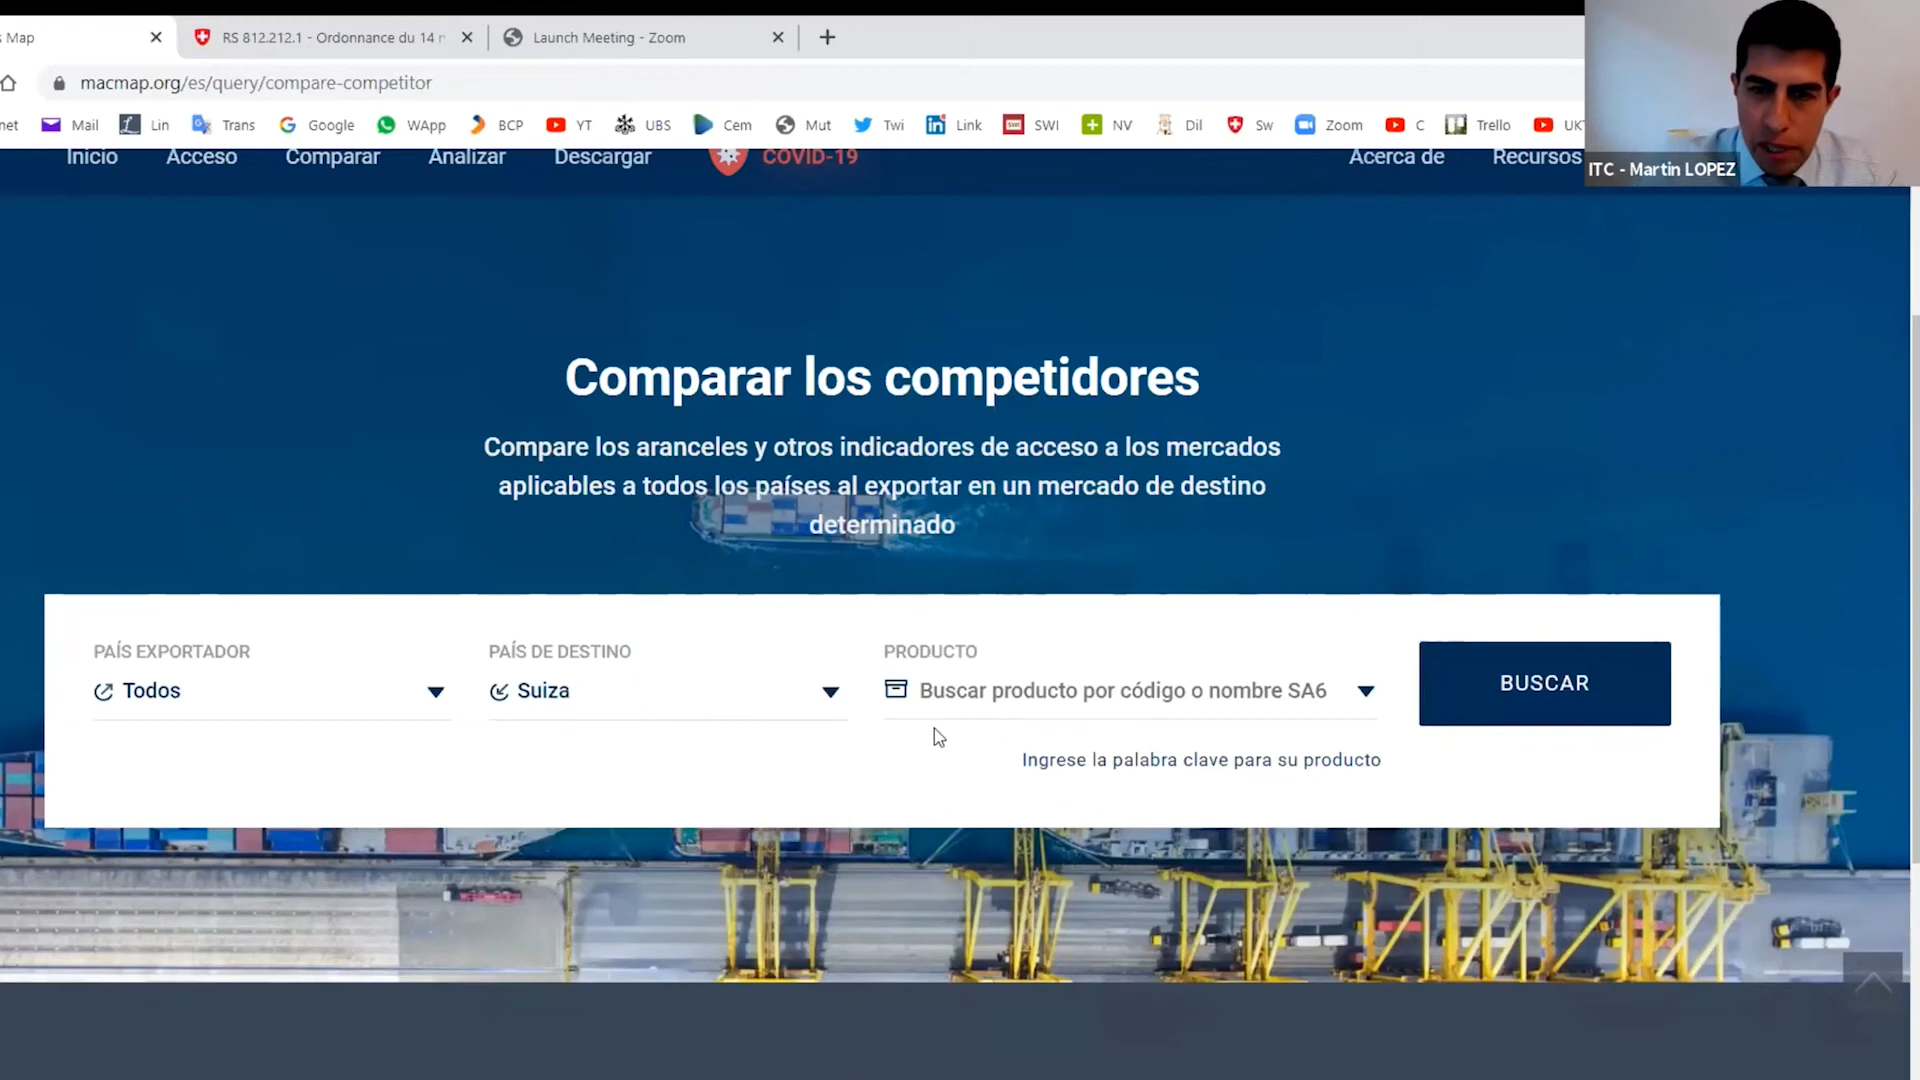 s Map
RS 812.212.1 - Ordonnance du 14
Launch Meeting - Zoom
macmap.org/es/query/compare-competitor
net Mail Lin Trans Google WApp BCP YT UBS Cem Mut Twi Link SWI NV Dil Sw Zoom C Trello UK
Inicio Acceso Comparar Analizar Descargar COVID-19 Acerca de Recursos
ITC - Martin LOPEZ
Comparar los competidores
Compare los aranceles y otros indicadores de acceso a los mercados
aplicables a todos los países al exportar en un mercado de destino
determinado
PAÍS EXPORTADOR
Todos
PAÍS DE DESTINO
Suiza
PRODUCTO
Buscar producto por código o nombre SA6
Ingrese la palabra clave para su producto
BUSCAR